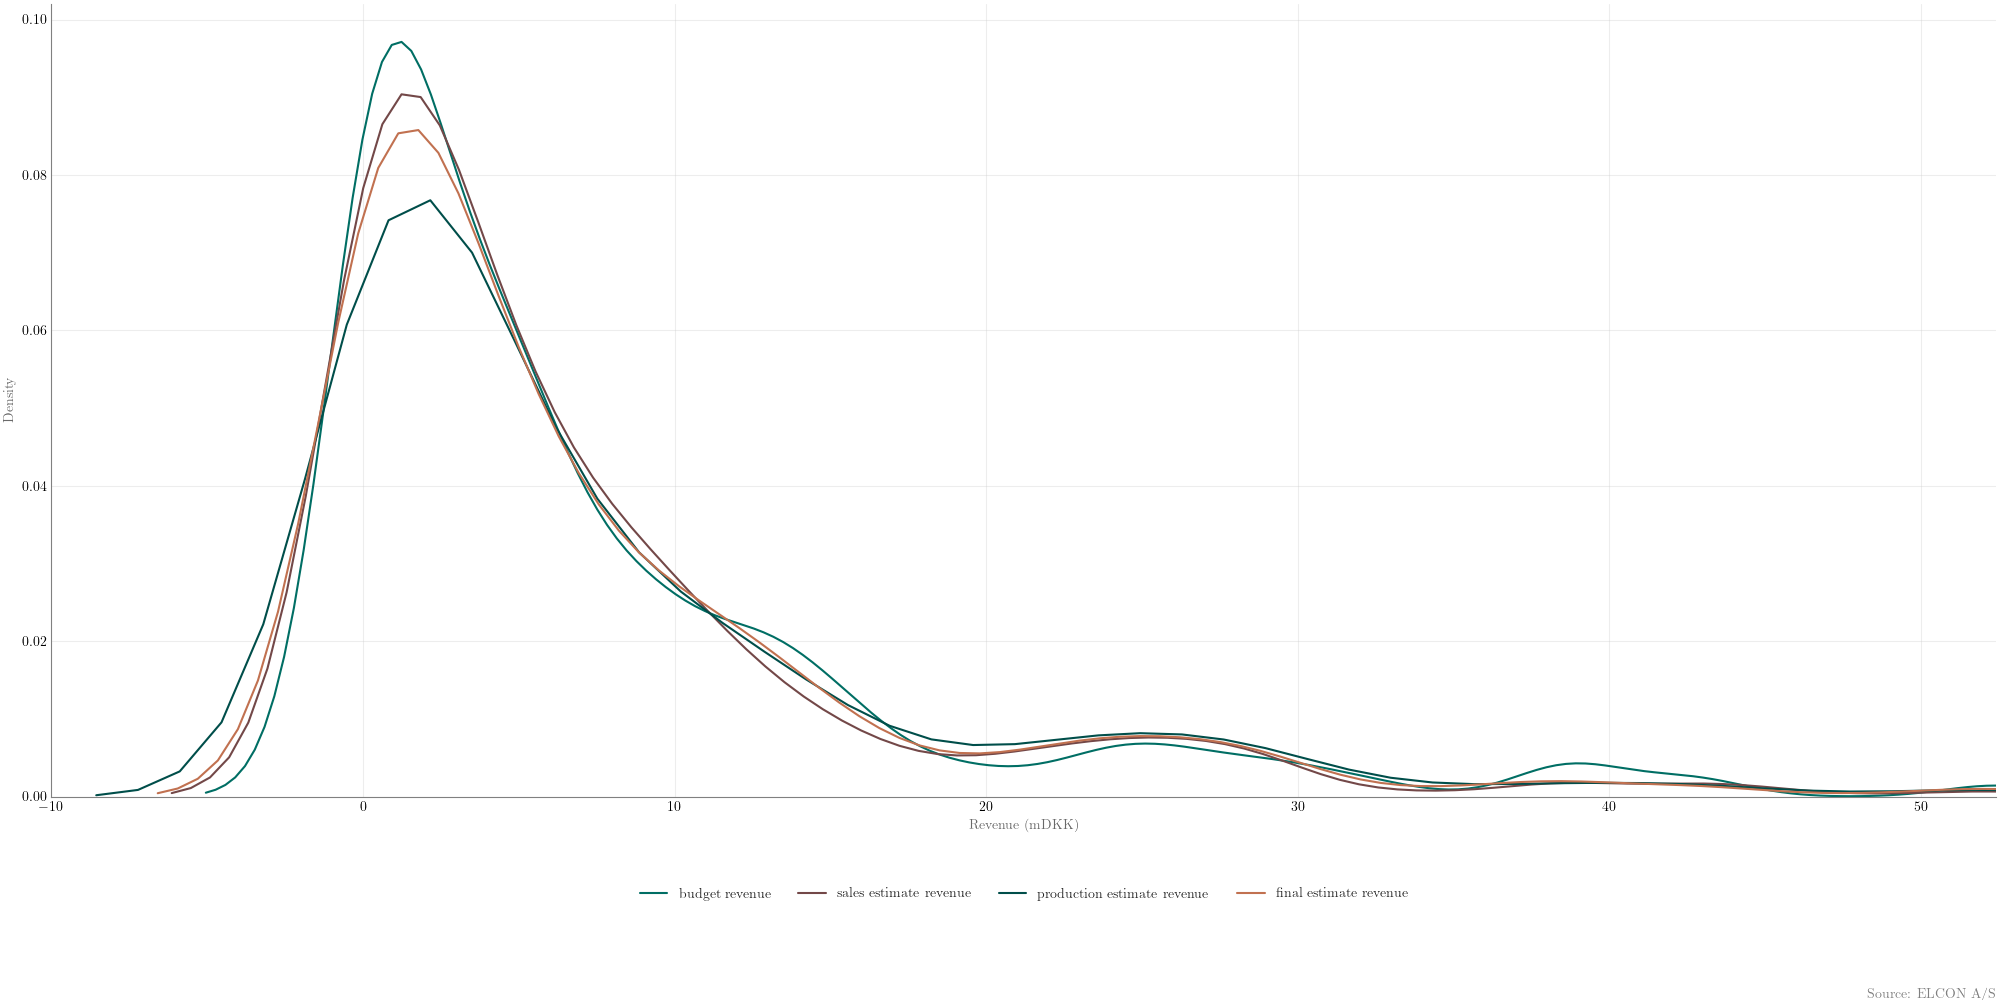 0.10
0.08
0.06
0.04
0.02
0.00
Density
−10 0 10 20 30 40 50
Revenue (mDKK)
budget revenue sales estimate revenue production estimate revenue final estimate revenue
Source: ELCON A/S